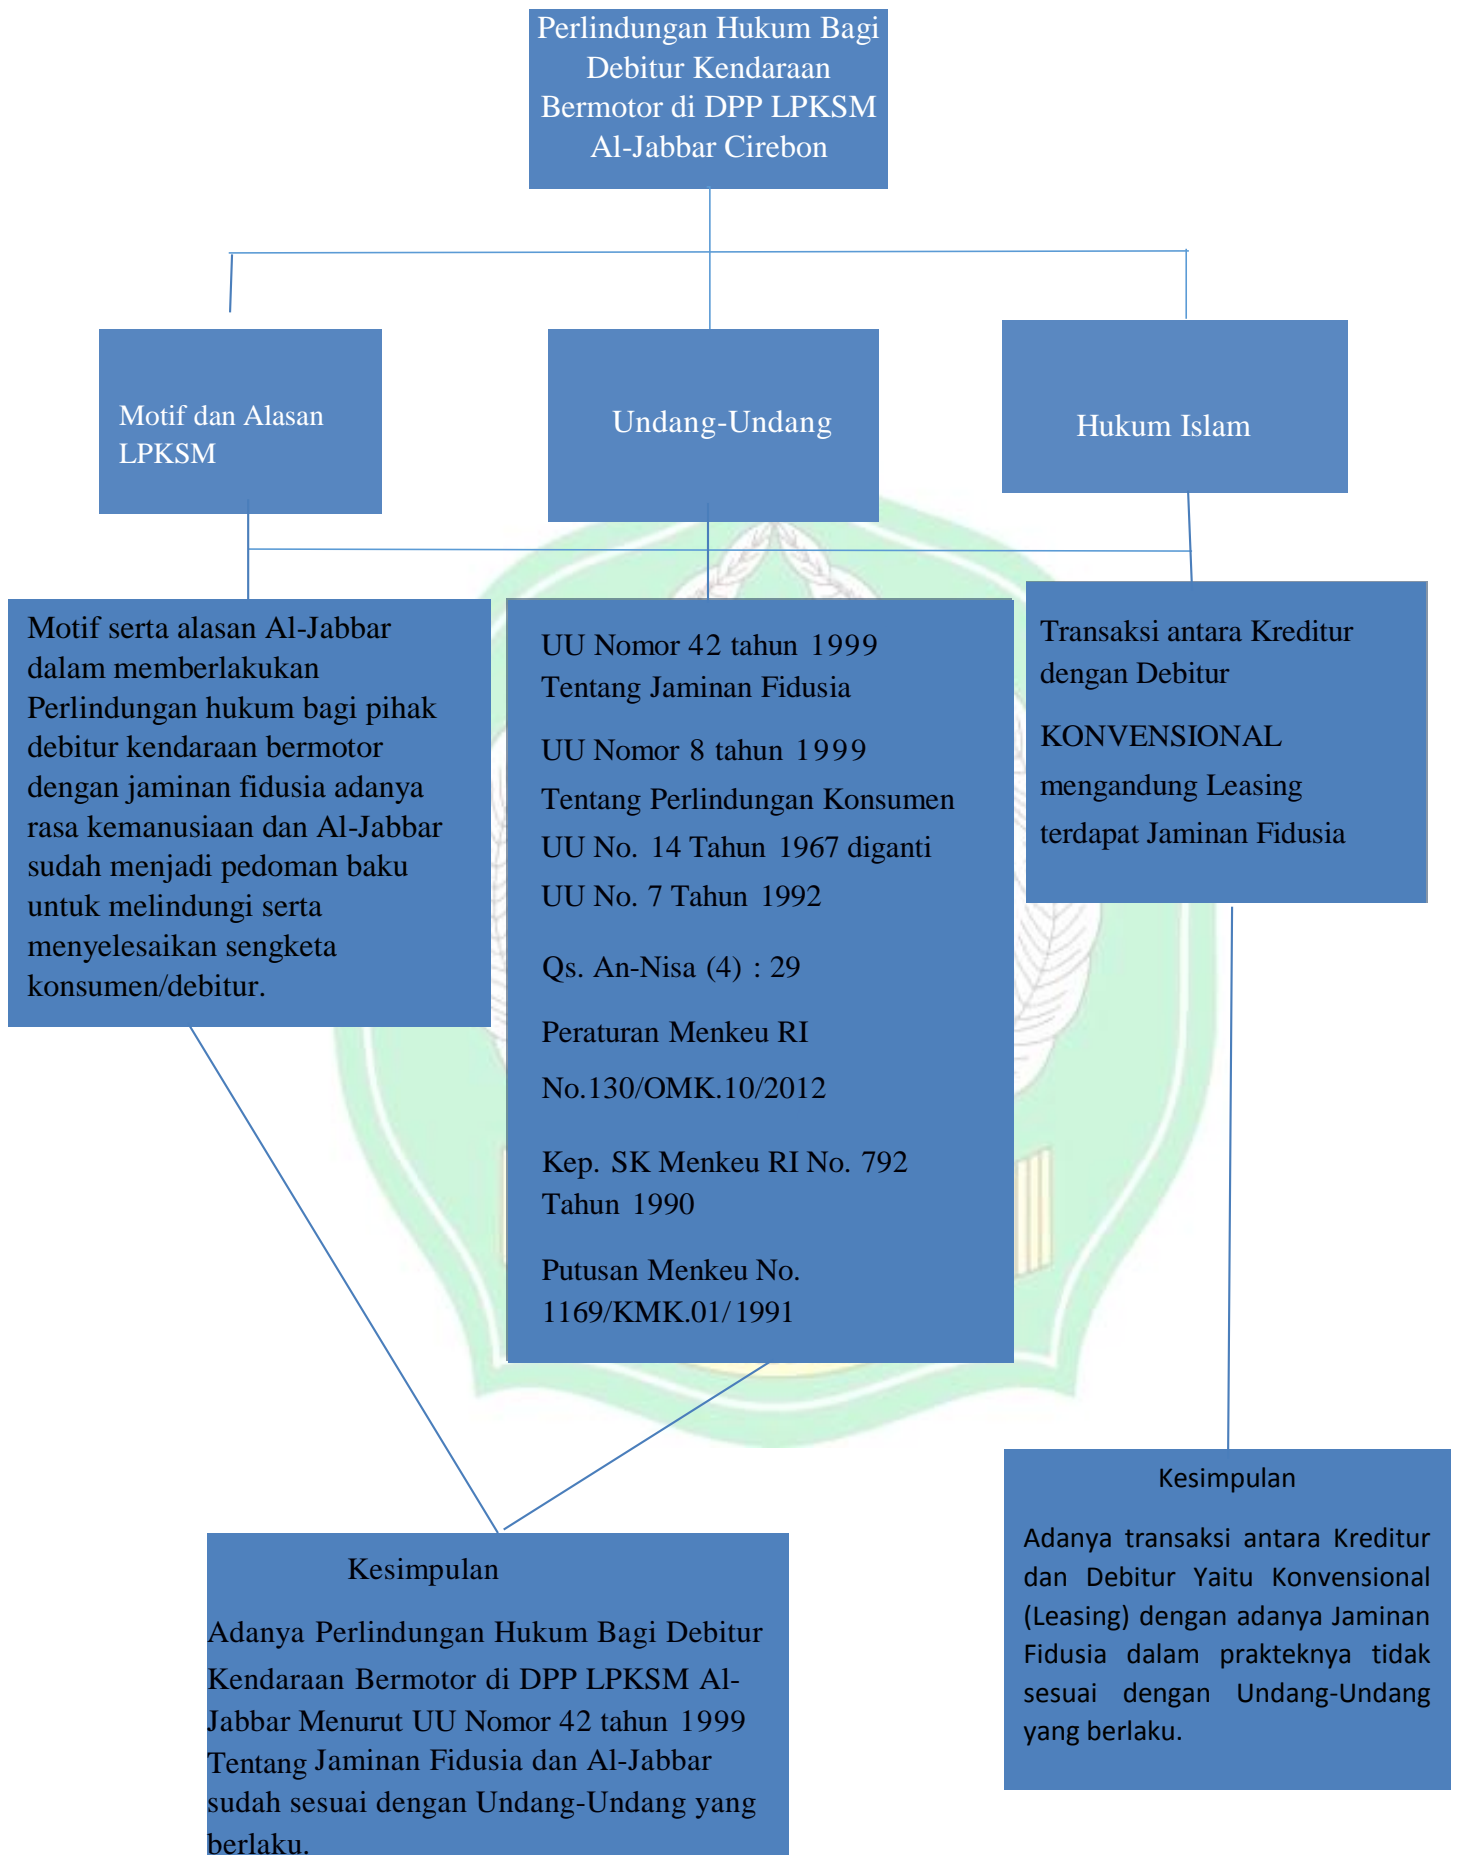 Perlindungan Hukum Bagi
Debitur Kendaraan
Bermotor di DPP LPKSM
Al-Jabbar Cirebon
Motif dan Alasan
LPKSM
Undang-Undang
Hukum Islam
Motif serta alasan Al-Jabbar
dalam memberlakukan
Perlindungan hukum bagi pihak
debitur kendaraan bermotor
dengan jaminan fidusia adanya
rasa kemanusiaan dan Al-Jabbar
sudah menjadi pedoman baku
untuk melindungi serta
menyelesaikan sengketa
konsumen/debitur.
UU Nomor 42 tahun 1999
Tentang Jaminan Fidusia
UU Nomor 8 tahun 1999
Tentang Perlindungan Konsumen
UU No. 14 Tahun 1967 diganti
UU No. 7 Tahun 1992
Qs. An-Nisa (4) : 29
Peraturan Menkeu RI
No.130/OMK.10/2012
Kep. SK Menkeu RI No. 792
Tahun 1990
Putusan Menkeu No.
1169/KMK.01/1991
Transaksi antara Kreditur
dengan Debitur
KONVENSIONAL
mengandung Leasing
terdapat Jaminan Fidusia
Kesimpulan
Adanya Perlindungan Hukum Bagi Debitur
Kendaraan Bermotor di DPP LPKSM Al-
Jabbar Menurut UU Nomor 42 tahun 1999
Tentang Jaminan Fidusia dan Al-Jabbar
sudah sesuai dengan Undang-Undang yang
berlaku.
Kesimpulan
Adanya transaksi antara Kreditur
dan Debitur Yaitu Konvensional
(Leasing) dengan adanya Jaminan
Fidusia dalam prakteknya tidak
sesuai dengan Undang-Undang
yang berlaku.